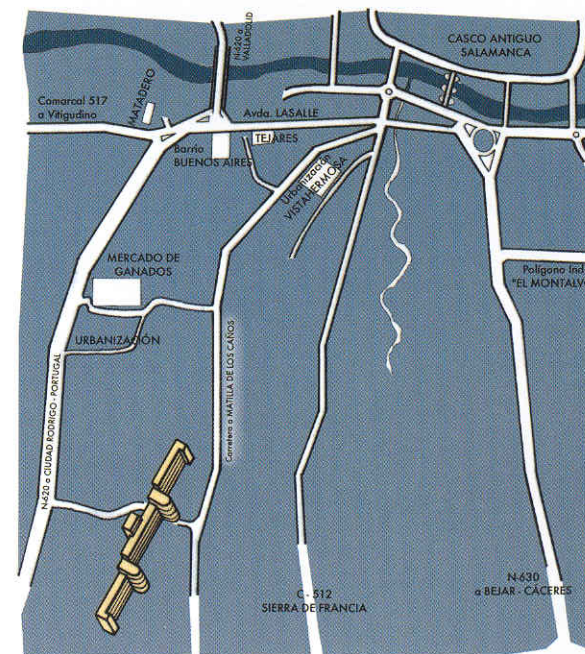 N-620 a
VALLADOLID
CASCO ANTIGUO
SALAMANCA
Comarcal 517
a Vitigudino
MATADERO
Avda. LASALLE
TEJARES
Barrio
BUENOS AIRES
Urbanización
VISTAHERMOSA
MERCADO DE
GANADOS
Polígono Ind
"EL MONTALVO
URBANIZACIÓN
Carretera a MATILLA DE LOS CAÑOS
N-620 a CIUDAD RODRIGO - PORTUGAL
C - 512
SIERRA DE FRANCIA
N-630
a BEJAR - CÁCERES